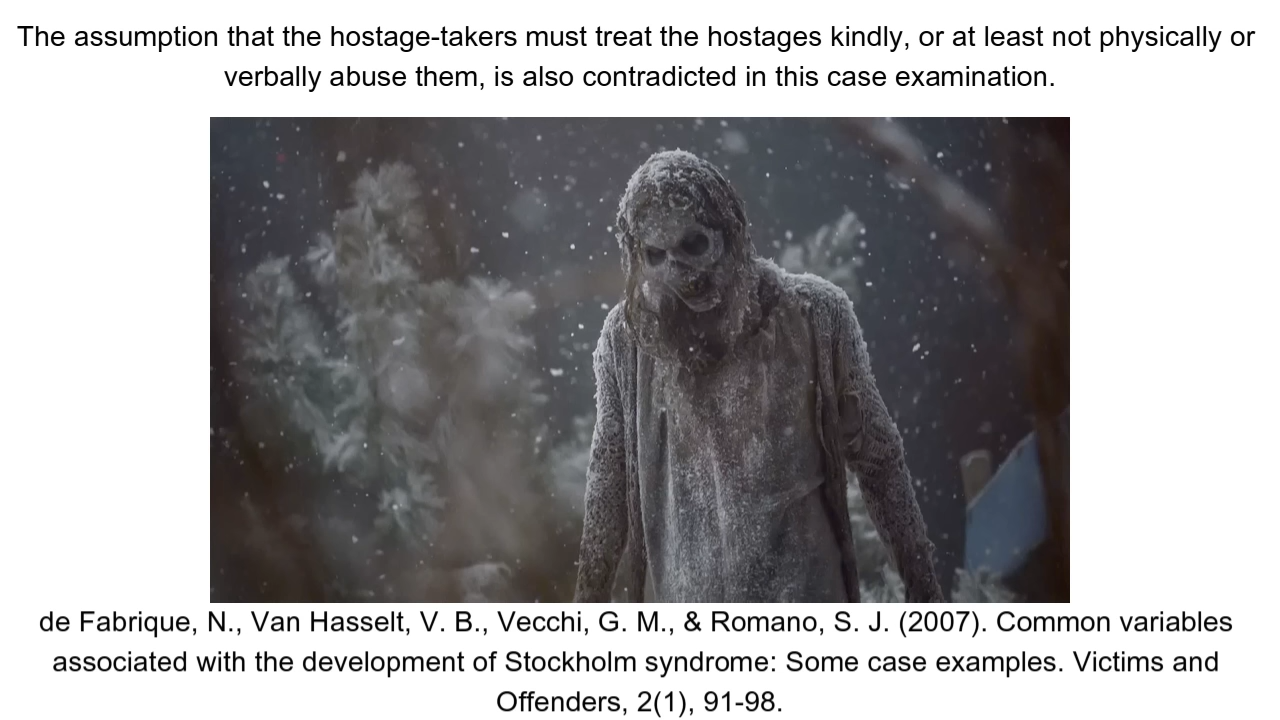 The assumption that the hostage-takers must treat the hostages kindly, or at least not physically or
verbally abuse them, is also contradicted in this case examination.
de Fabrique, N., Van Hasselt, V. B., Vecchi, G. M., & Romano, S. J. (2007). Common variables
associated with the development of Stockholm syndrome: Some case examples. Victims and
Offenders, 2(1), 91-98.